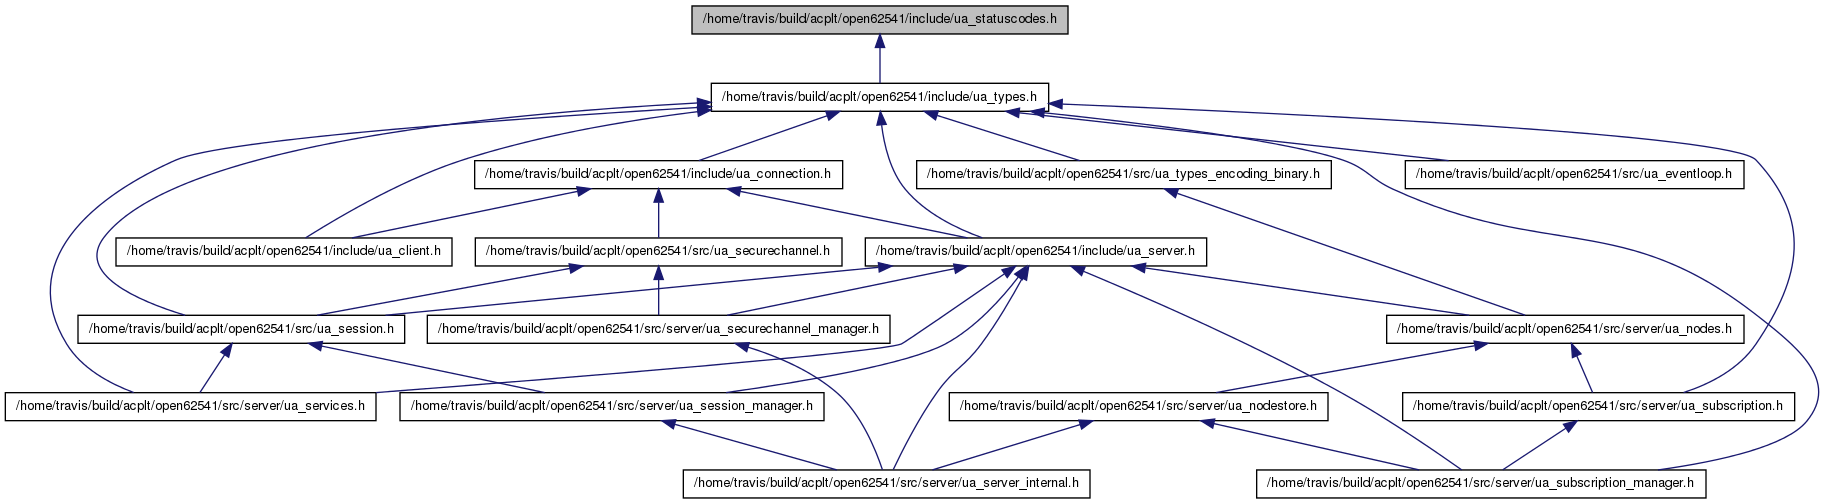 /home/travis/build/acplt/open62541/include/ua_statuscodes.h
/home/travis/build/acplt/open62541/include/ua_types.h
/home/travis/build/acplt/open62541/include/ua_connection.h
/home/travis/build/acplt/open62541/src/ua_types_encoding_binary.h
/home/travis/build/acplt/open62541/src/ua_eventloop.h
/home/travis/build/acplt/open62541/include/ua_client.h
/home/travis/build/acplt/open62541/src/ua_securechannel.h
/home/travis/build/acplt/open62541/include/ua_server.h
/home/travis/build/acplt/open62541/src/ua_session.h
/home/travis/build/acplt/open62541/src/server/ua_securechannel_manager.h
/home/travis/build/acplt/open62541/src/server/ua_nodes.h
/home/travis/build/acplt/open62541/src/server/ua_services.h
/home/travis/build/acplt/open62541/src/server/ua_session_manager.h
/home/travis/build/acplt/open62541/src/server/ua_nodestore.h
/home/travis/build/acplt/open62541/src/server/ua_subscription.h
/home/travis/build/acplt/open62541/src/server/ua_server_internal.h
/home/travis/build/acplt/open62541/src/server/ua_subscription_manager.h